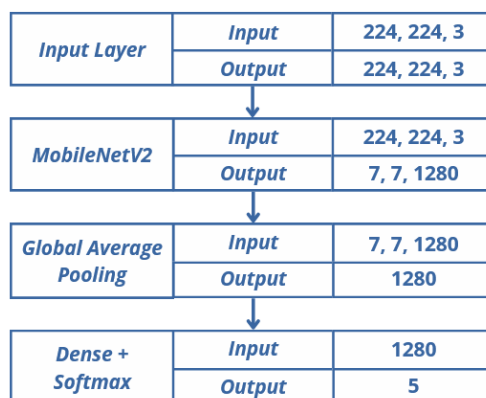 Input Layer
Input 224, 224, 3
Output 224, 224, 3
MobileNetV2
Input 224, 224, 3
Output 7, 7, 1280
Global Average
Pooling
Input 7, 7, 1280
Output 1280
Dense +
Softmax
Input 1280
Output 5